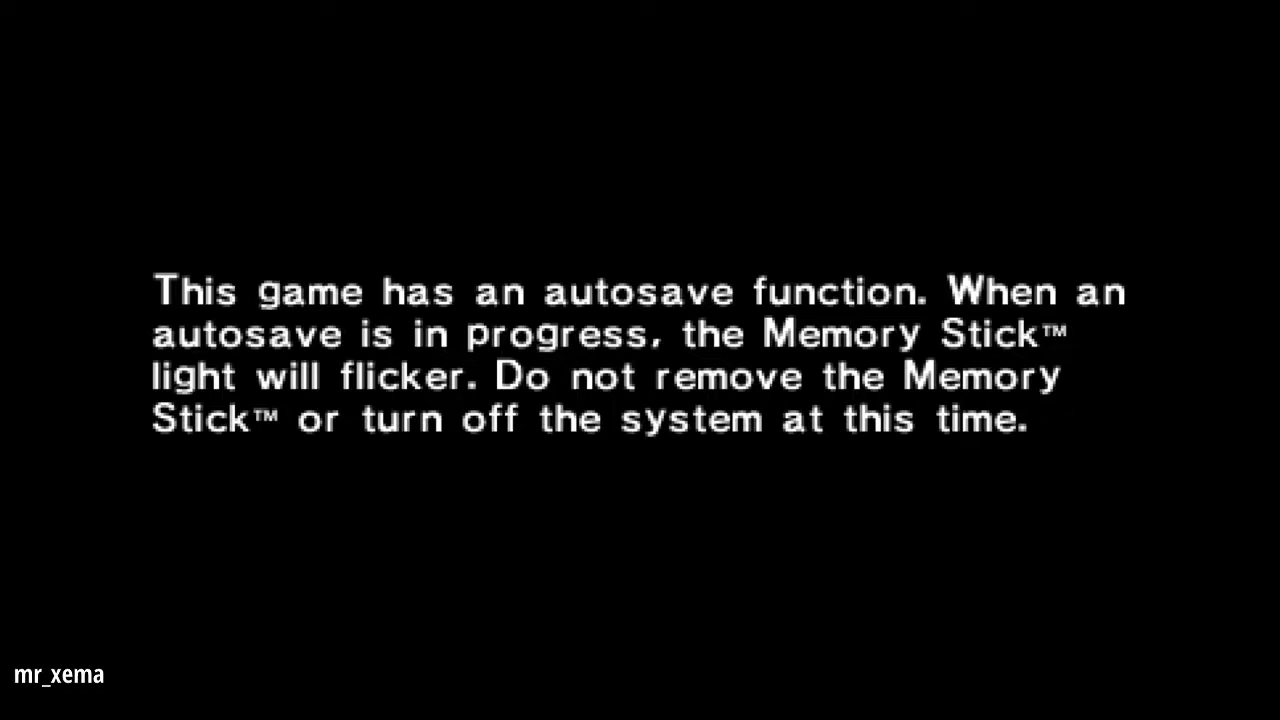 This game has an autosave function. When an
autosave is in progress, the Memory Stick™
light will flicker. Do not remove the Memory
Stick™ or turn off the system at this time.
mr_xema